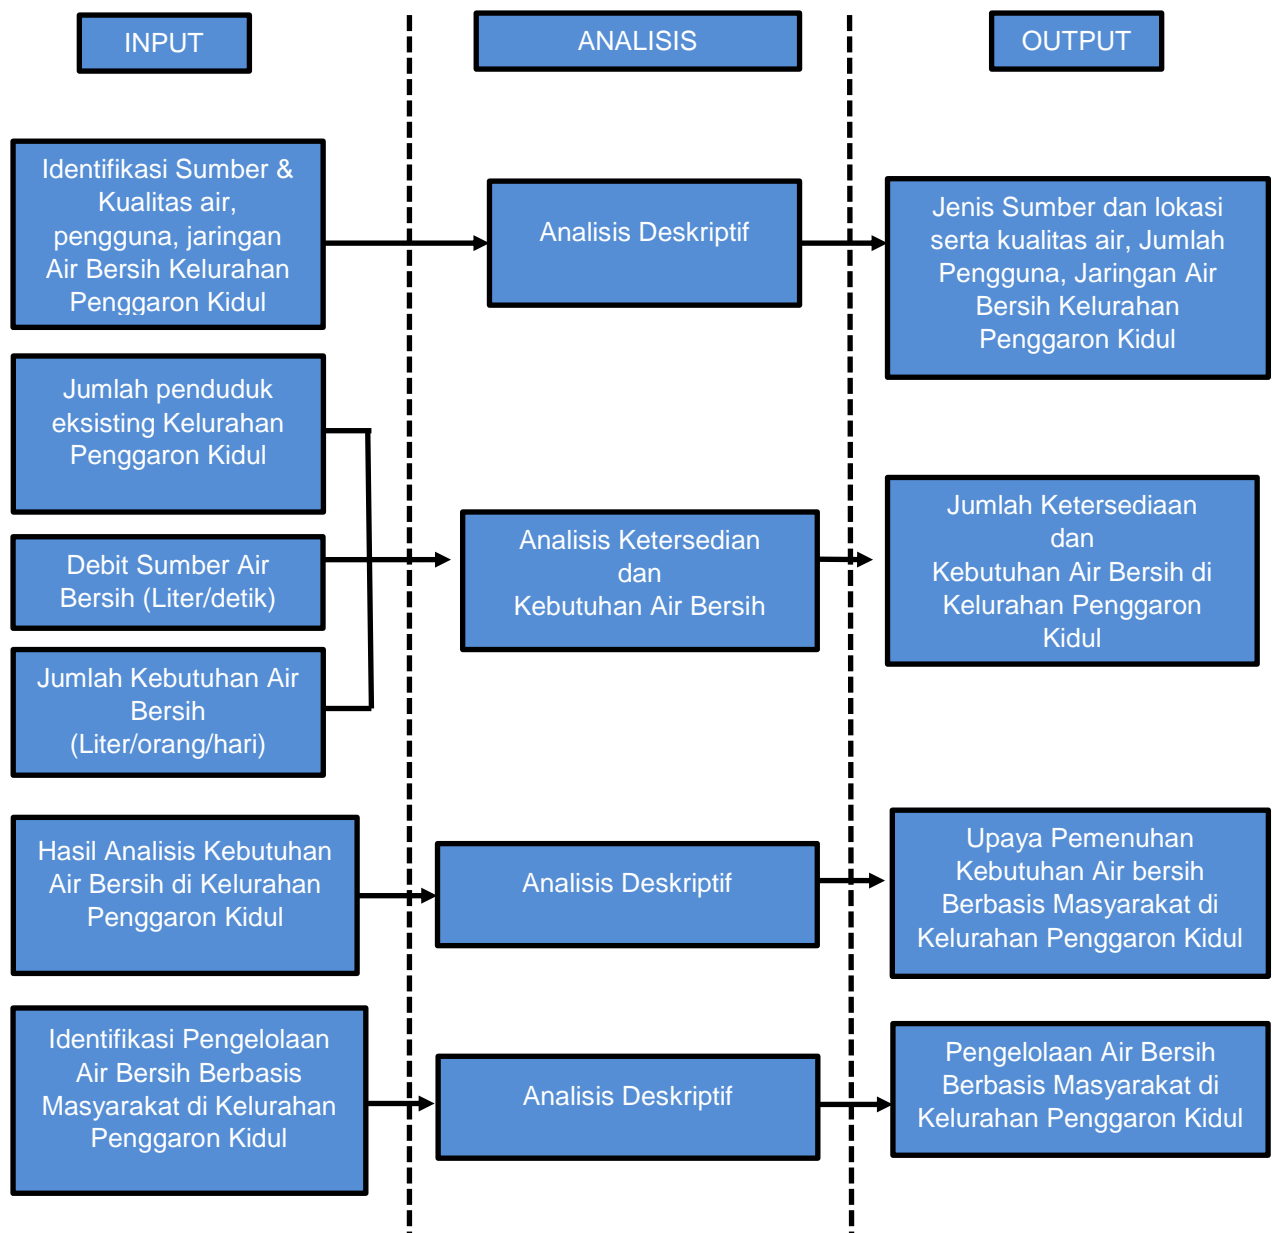 INPUT
ANALISIS
OUTPUT
Identifikasi Sumber &
Kualitas air,
pengguna, jaringan
Air Bersih Kelurahan
Penggaron Kidul
Analisis Deskriptif
Jenis Sumber dan lokasi
serta kualitas air, Jumlah
Pengguna, Jaringan Air
Bersih Kelurahan
Penggaron Kidul
Jumlah penduduk
eksisting Kelurahan
Penggaron Kidul
Debit Sumber Air
Bersih (Liter/detik)
Jumlah Kebutuhan Air
Bersih
(Liter/orang/hari)
Analisis Ketersedian
dan
Kebutuhan Air Bersih
Jumlah Ketersediaan
dan
Kebutuhan Air Bersih di
Kelurahan Penggaron
Kidul
Hasil Analisis Kebutuhan
Air Bersih di Kelurahan
Penggaron Kidul
Analisis Deskriptif
Upaya Pemenuhan
Kebutuhan Air bersih
Berbasis Masyarakat di
Kelurahan Penggaron Kidul
Identifikasi Pengelolaan
Air Bersih Berbasis
Masyarakat di Kelurahan
Penggaron Kidul
Analisis Deskriptif
Pengelolaan Air Bersih
Berbasis Masyarakat di
Kelurahan Penggaron Kidul